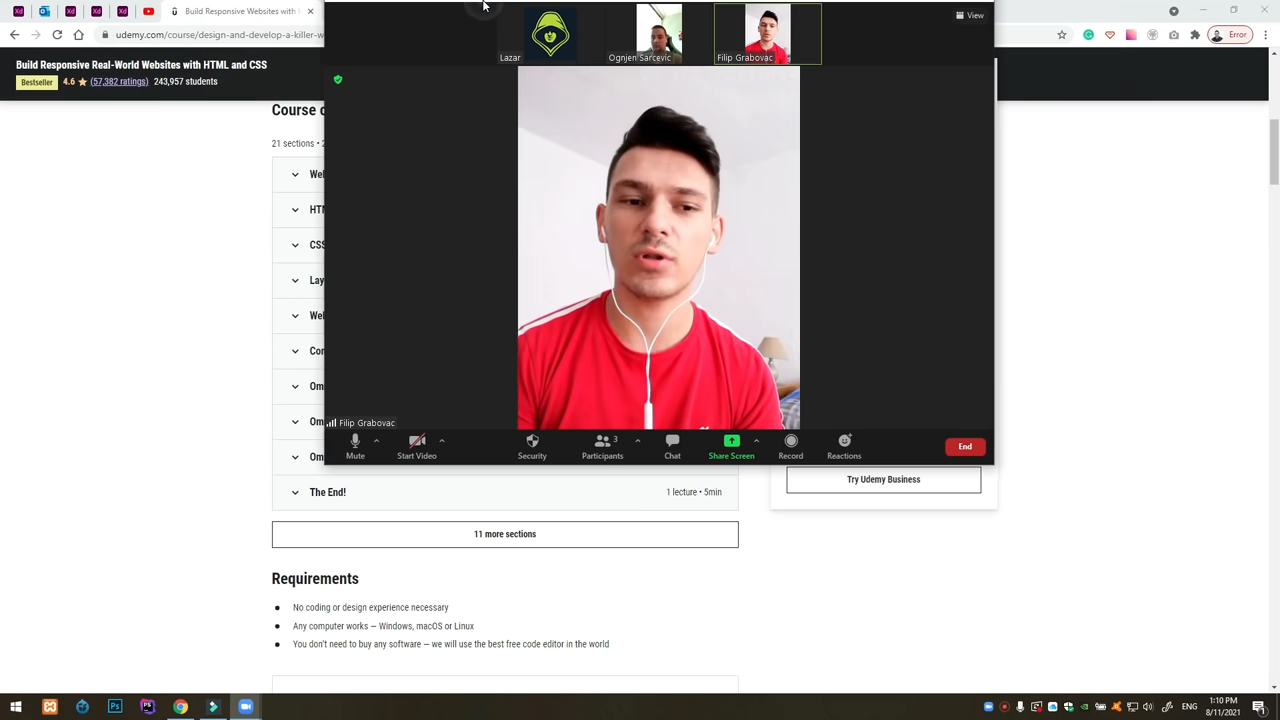 Build Responsive Websites with H
udemy.com/course/design-and-develop-a-killer-w
Error
Build Responsive Real-World Websites with HTML and CSS
Bestseller 4.6 (57,382 ratings) 243,957 students
Lazar
Ognjen Sarcevic
Filip Grabovac
View
Course c
21 sections • 2
Wel
HTM
CSS
Lay
Wel
Con
Om
Om
Om
Filip Grabovac
Mute
Start Video
Security
Participants 3
Chat
Share Screen
Record
Reactions
End
The End! 1 lecture • 5min
Try Udemy Business
11 more sections
Requirements
No coding or design experience necessary
Any computer works — Windows, macOS or Linux
You don't need to buy any software — we will use the best free code editor in the world
1:10 PM
8/11/2021